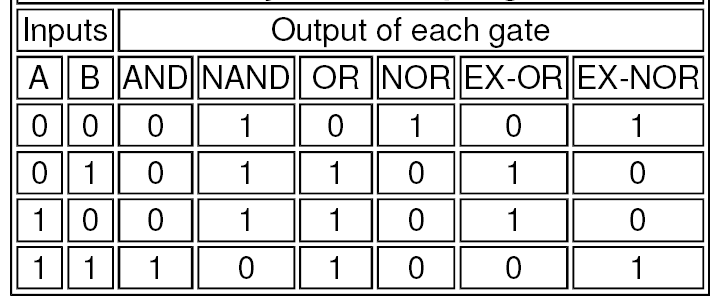 Inputs Output of each gate
A B AND NAND OR NOR EX-OR EX-NOR
0 0 0 1 0 1 0 1
0 1 0 1 1 0 1 0
1 0 0 1 1 0 1 0
1 1 1 0 1 0 0 1